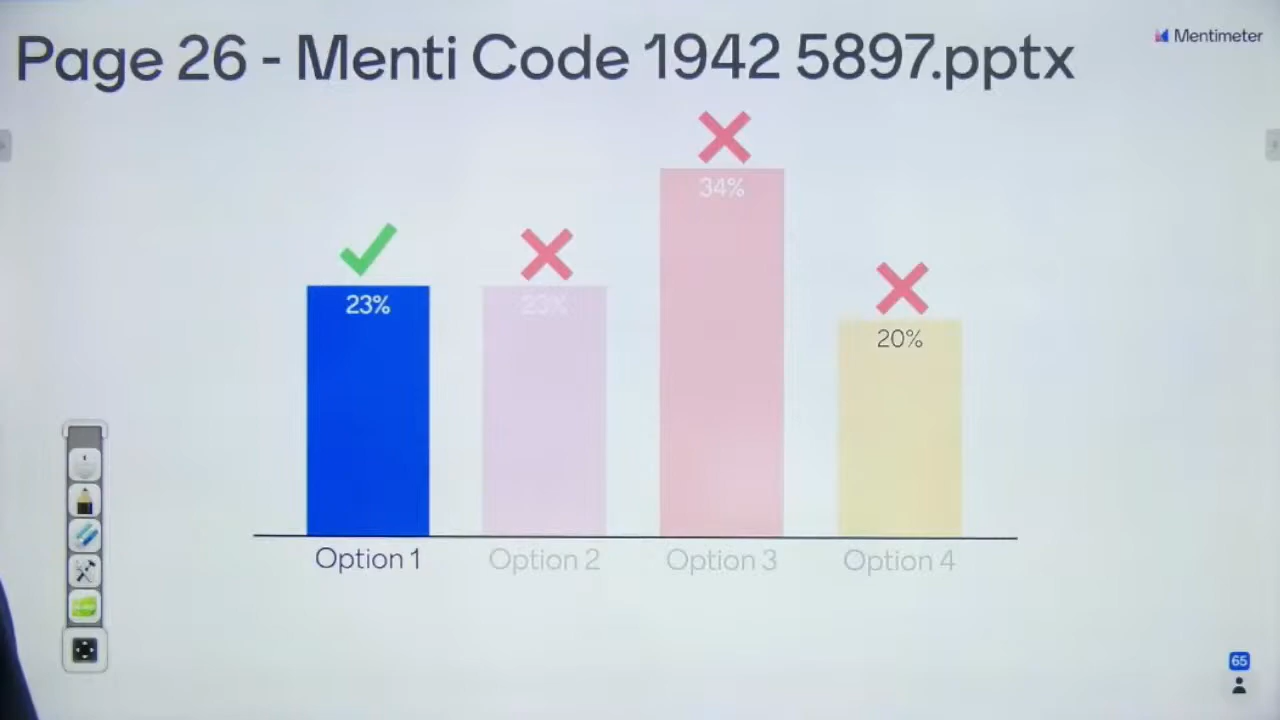 Page 26 - Menti Code 1942 5897.pptx
Mentimeter
34%
23%
23%
20%
Option 1
Option 2
Option 3
Option 4
65